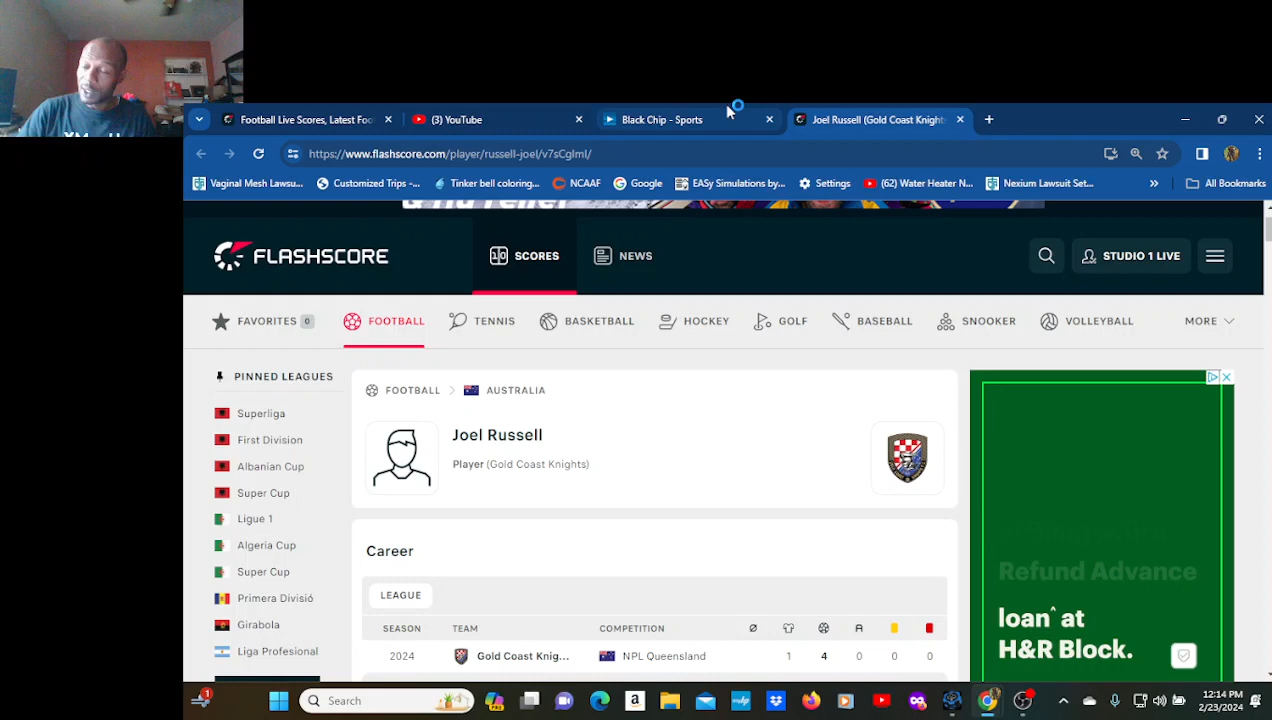 Football Live Scores, Latest Foo
(3) YouTube
Black Chip - Sports
Joel Russell (Gold Coast Knights
https://www.flashscore.com/player/russell-joel/v7sCglml/
Vaginal Mesh Lawsu...
Customized Trips -...
Tinker bell coloring...
NCAAF
Google
EASy Simulations by...
Settings
(62) Water Heater N...
Nexium Lawsuit Set...
»
All Bookmarks
FLASHSCORE
SCORES
NEWS
STUDIO 1 LIVE
FAVORITES 0
FOOTBALL
TENNIS
BASKETBALL
HOCKEY
GOLF
BASEBALL
SNOOKER
VOLLEYBALL
MORE
PINNED LEAGUES
Superliga
First Division
Albanian Cup
Super Cup
Ligue 1
Algeria Cup
Super Cup
Primera Divisió
Girabola
Liga Profesional
FOOTBALL > AUSTRALIA
Joel Russell
Player (Gold Coast Knights)
Career
LEAGUE
SEASON TEAM COMPETITION
2024 Gold Coast Knig... NPL Queensland 1 4 0 0 0
Refund Advance
loan^ at
H&R Block.
1
Search
PRE
12:14 PM
2/23/2024